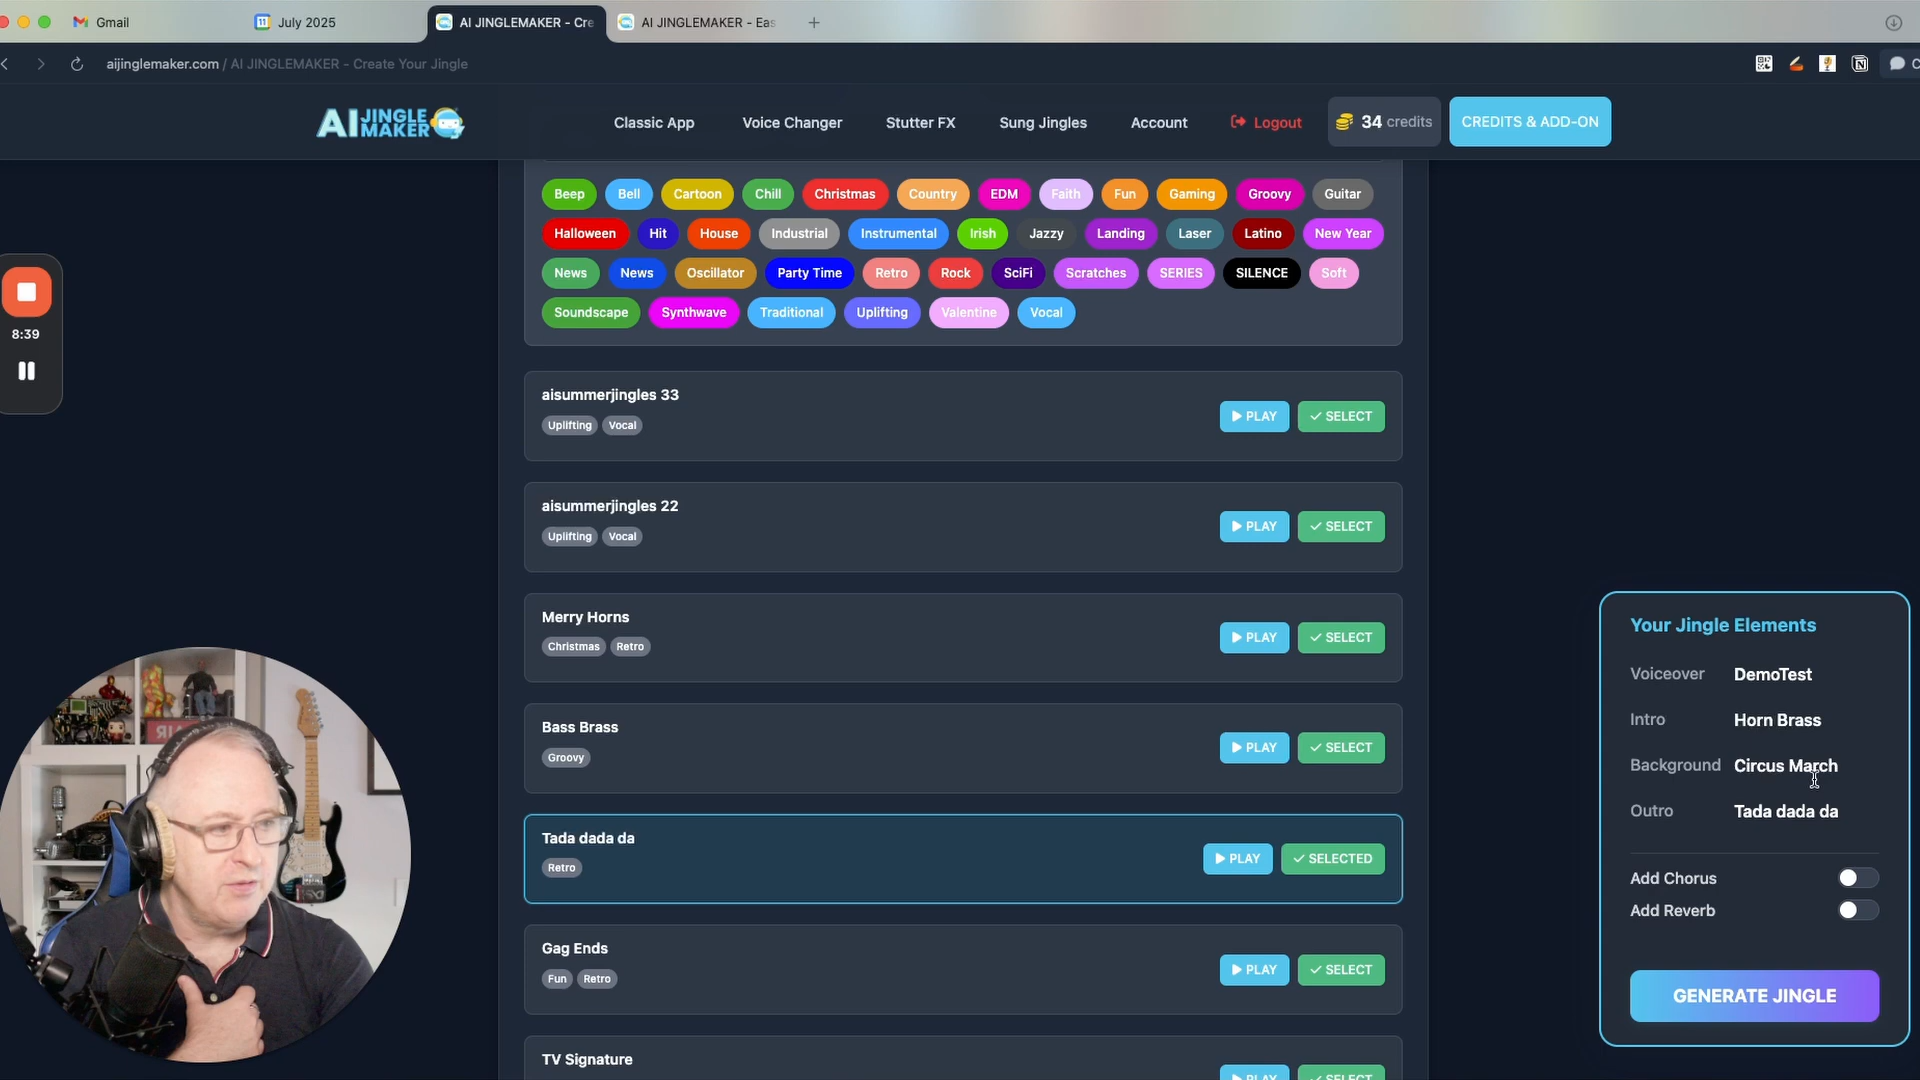 Gmail
July 2025
AI JINGLEMAKER - Cre
AI JINGLEMAKER - Eas
aijinglemaker.com / AI JINGLEMAKER - Create Your Jingle
AI JINGLE MAKER
Classic App
Voice Changer
Stutter FX
Sung Jingles
Account
Logout
34 credits
CREDITS & ADD-ON
Beep Bell Cartoon Chill Christmas Country EDM Faith Fun Gaming Groovy Guitar
Halloween Hit House Industrial Instrumental Irish Jazzy Landing Laser Latino New Year
News News Oscillator Party Time Retro Rock SciFi Scratches SERIES SILENCE Soft
Soundscape Synthwave Traditional Uplifting Valentine Vocal
8:39
aisummerjingles 33
Uplifting Vocal
PLAY SELECT
aisummerjingles 22
Uplifting Vocal
PLAY SELECT
Merry Horns
Christmas Retro
PLAY SELECT
Bass Brass
Groovy
PLAY SELECT
Tada dada da
Retro
PLAY SELECTED
Gag Ends
Fun Retro
PLAY SELECT
TV Signature
PLAY SELECT
Your Jingle Elements
Voiceover DemoTest
Intro Horn Brass
Background Circus March
Outro Tada dada da
Add Chorus
Add Reverb
GENERATE JINGLE